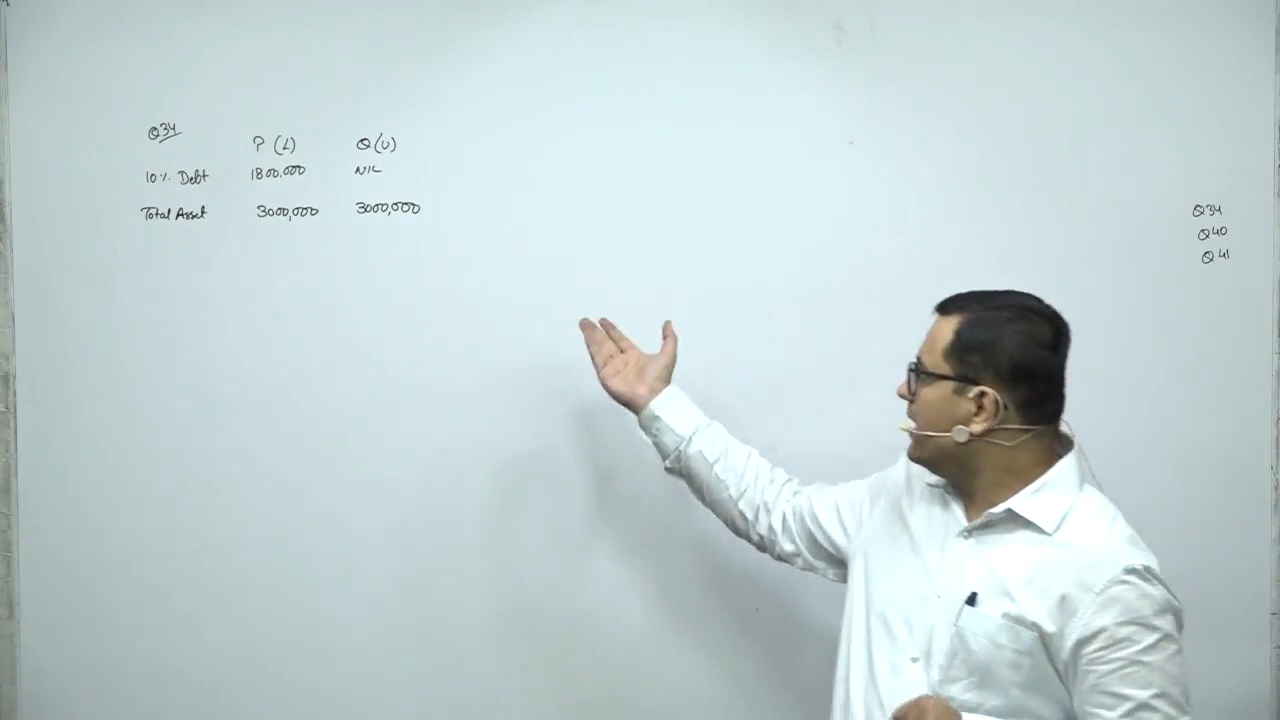 Q34
P (L) Q(U)
10% Debt 1800,000 NIL
Total Asset 3000,000 3000,000
Q34
Q40
Q41